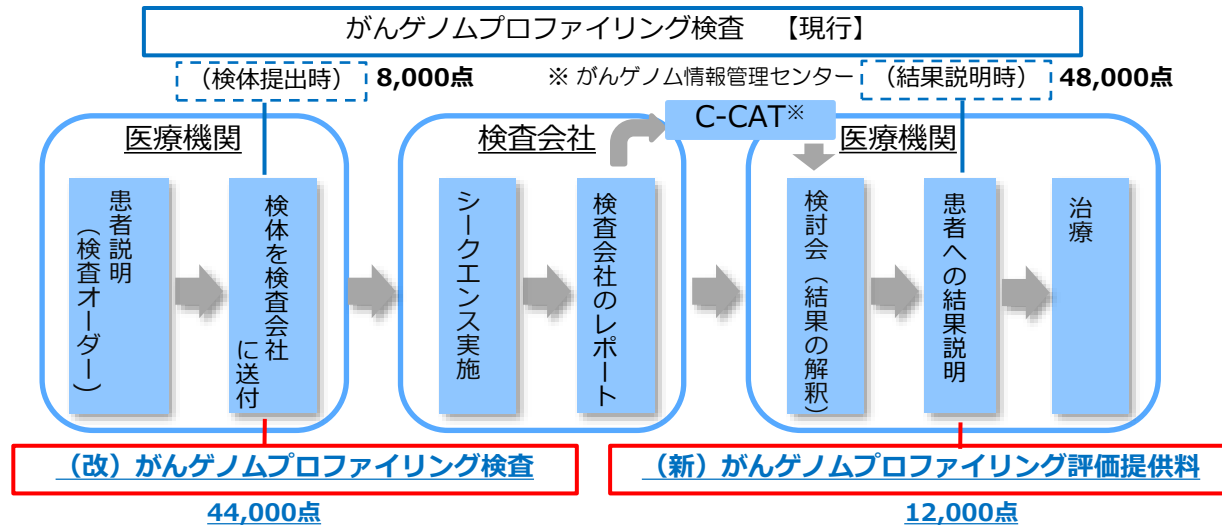 がんゲノムプロファイリング検査　【現行】
（検体提出時）
8,000点
※ がんゲノム情報管理センター
（結果説明時）
48,000点
医療機関
検査会社
C-CAT※
医療機関
患者説明
（検査オーダー）
検体を検査会社
に送付
シークエンス実施
検査会社のレポート
検討会（結果の解釈）
患者への結果説明
治療
（改）がんゲノムプロファイリング検査
（新）がんゲノムプロファイリング評価提供料
44,000点
12,000点